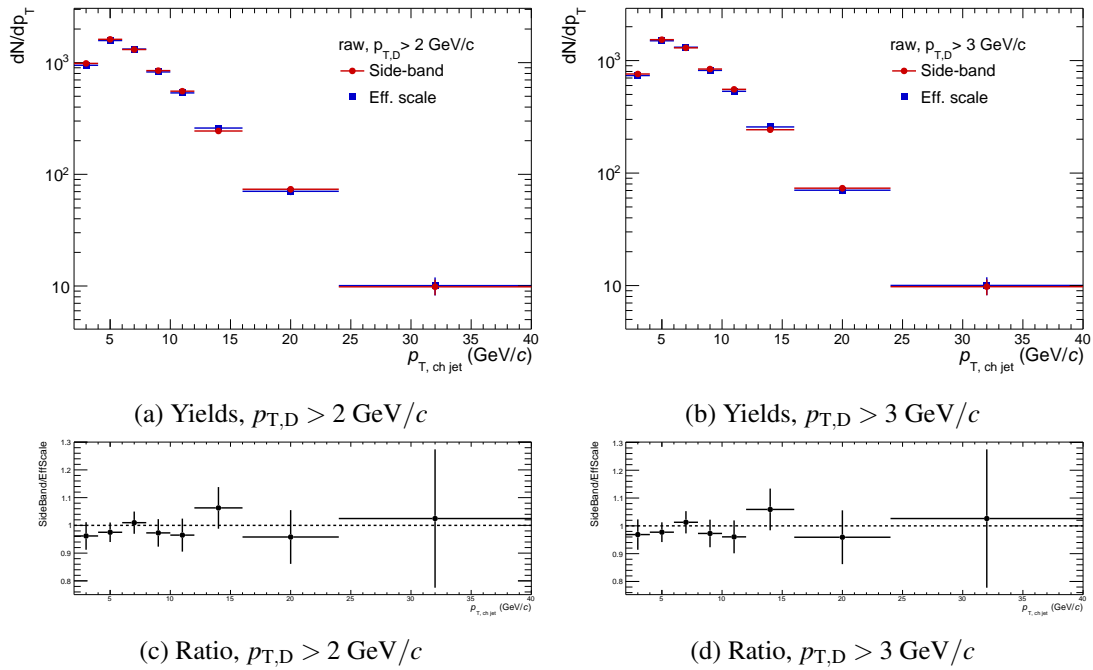 dN/dp_T
10^3
10^2
10
raw, p_T,D > 2 GeV/c
Side-band
Eff. scale
5 10 15 20 25 30 35 40
p_T, ch jet (GeV/c)
(a) Yields, p_T,D > 2 GeV/c
dN/dp_T
10^3
10^2
10
raw, p_T,D > 3 GeV/c
Side-band
Eff. scale
5 10 15 20 25 30 35 40
p_T, ch jet (GeV/c)
(b) Yields, p_T,D > 3 GeV/c
SideBand/EffScale
1.3
1.2
1.1
1
0.9
0.8
5 10 15 20 25 30 35 40
p_T, ch jet (GeV/c)
(c) Ratio, p_T,D > 2 GeV/c
SideBand/EffScale
1.3
1.2
1.1
1
0.9
0.8
5 10 15 20 25 30 35 40
p_T, ch jet (GeV/c)
(d) Ratio, p_T,D > 3 GeV/c